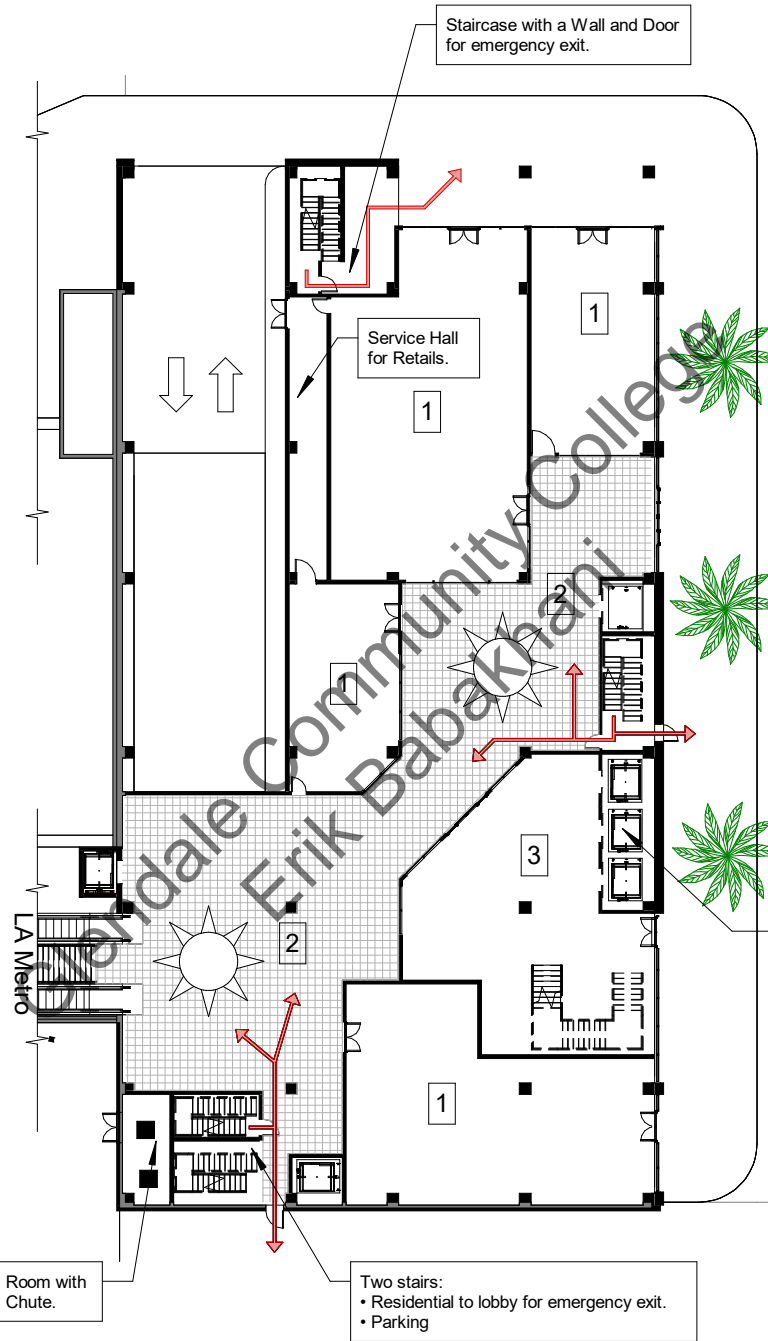 Staircase with a Wall and Door
for emergency exit.
Service Hall
for Retails.
1
1
2
1
3
2
LA Metro
1
Room with
Chute.
Two stairs:
• Residential to lobby for emergency exit.
• Parking
Glendale Community College
Erik Babakhani